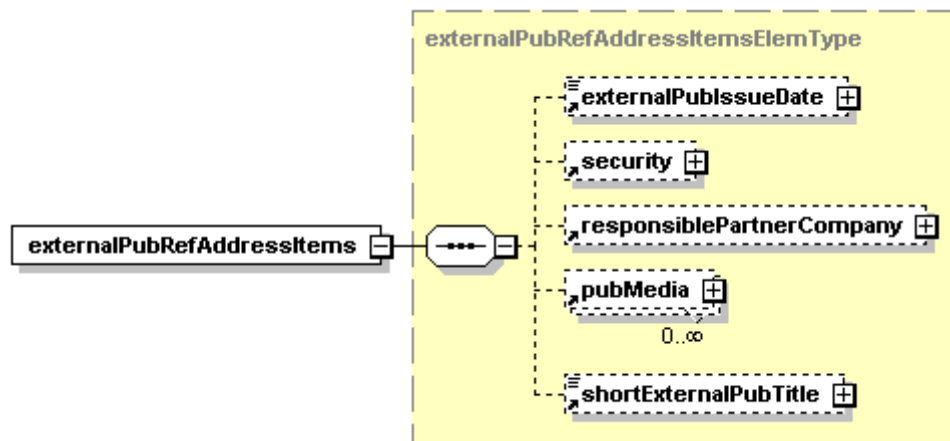 externalPubRefAddressItemsElemType
externalPubIssueDate
security
responsiblePartnerCompany
externalPubRefAddressItems
pubMedia
0..∞
shortExternalPubTitle